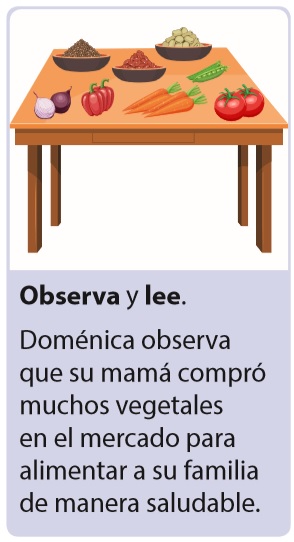 Observa y lee.
Doménica observa
que su mamá compró
muchos vegetales
en el mercado para
alimentar a su familia
de manera saludable.